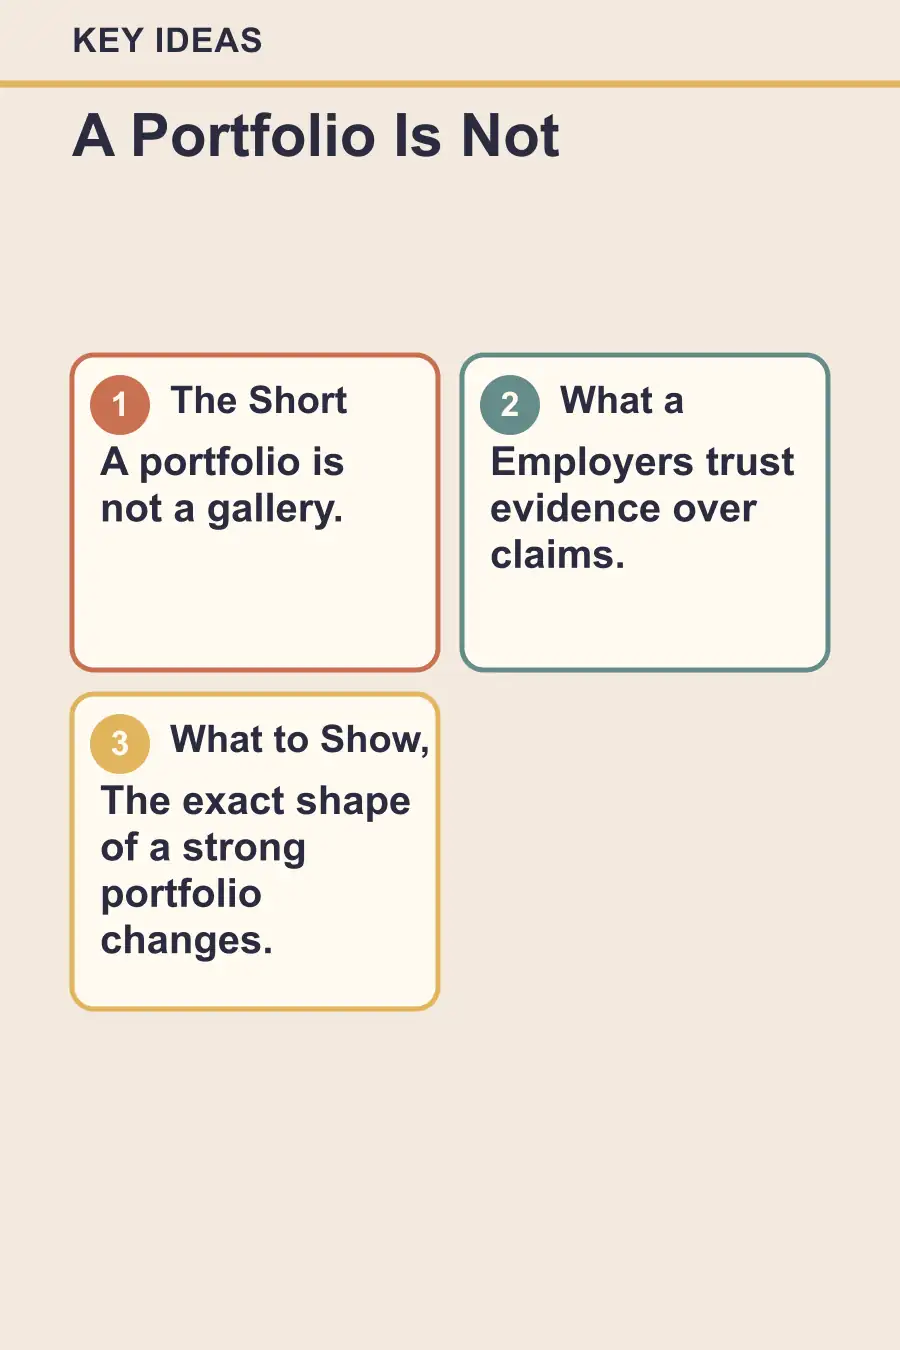 KEY IDEAS
A Portfolio Is Not
1 The Short
A portfolio is
not a gallery.
2 What a
Employers trust
evidence over
claims.
3 What to Show,
The exact shape
of a strong
portfolio
changes.